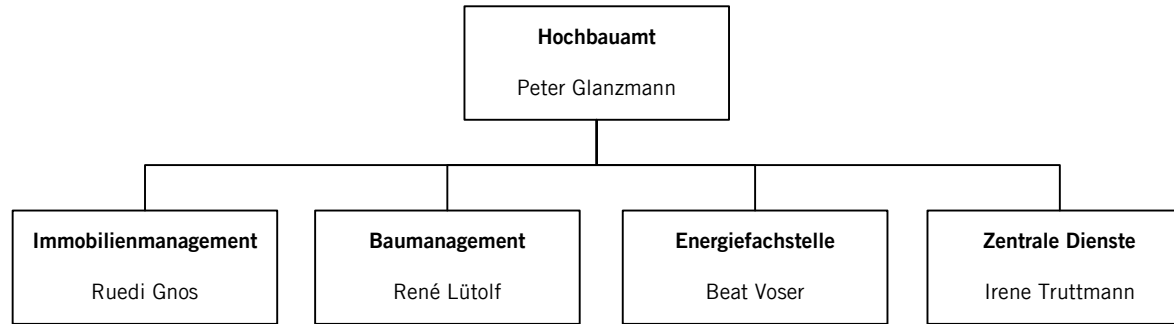 Hochbauamt
Peter Glanzmann
Immobilienmanagement
Ruedi Gnos
Baumanagement
René Lütolf
Energiefachstelle
Beat Voser
Zentrale Dienste
Irene Truttmann